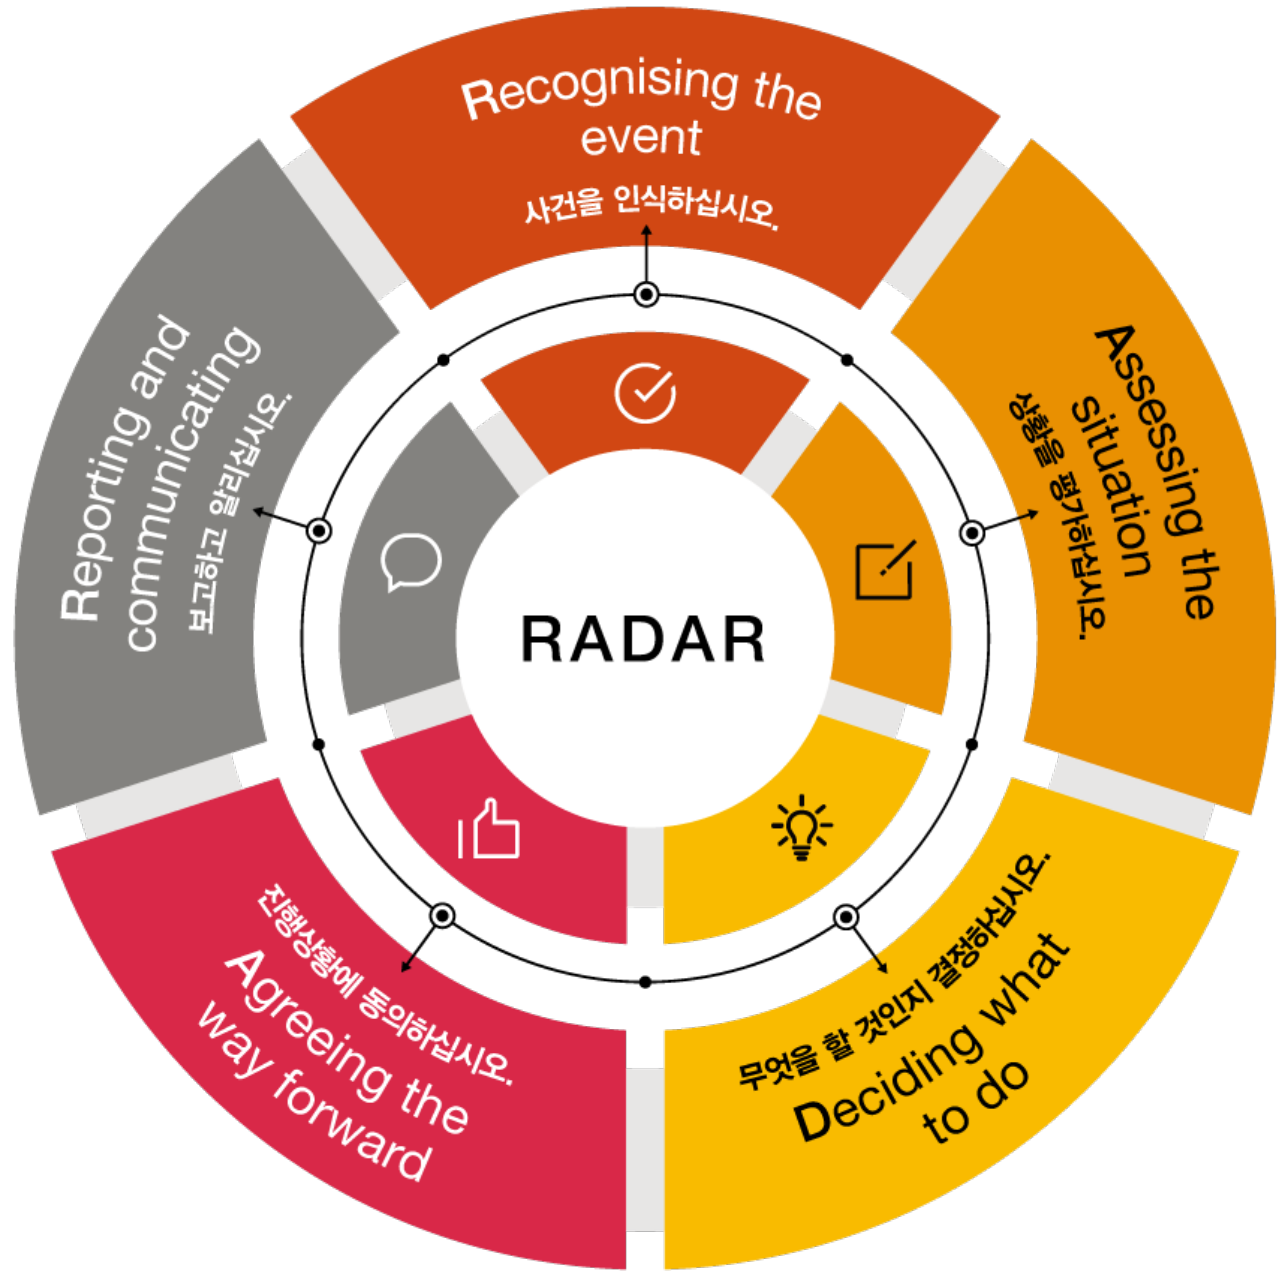 Recognising the
event
사건을 인식하십시오.
Assessing the
situation
상황을 평가하십시오.
무엇을 할 것인지 결정하십시오.
Deciding what
to do
진행상황에 동의하십시오.
Agreeing the
way forward
Reporting and
communicating
보고하고 알리십시오.
RADAR